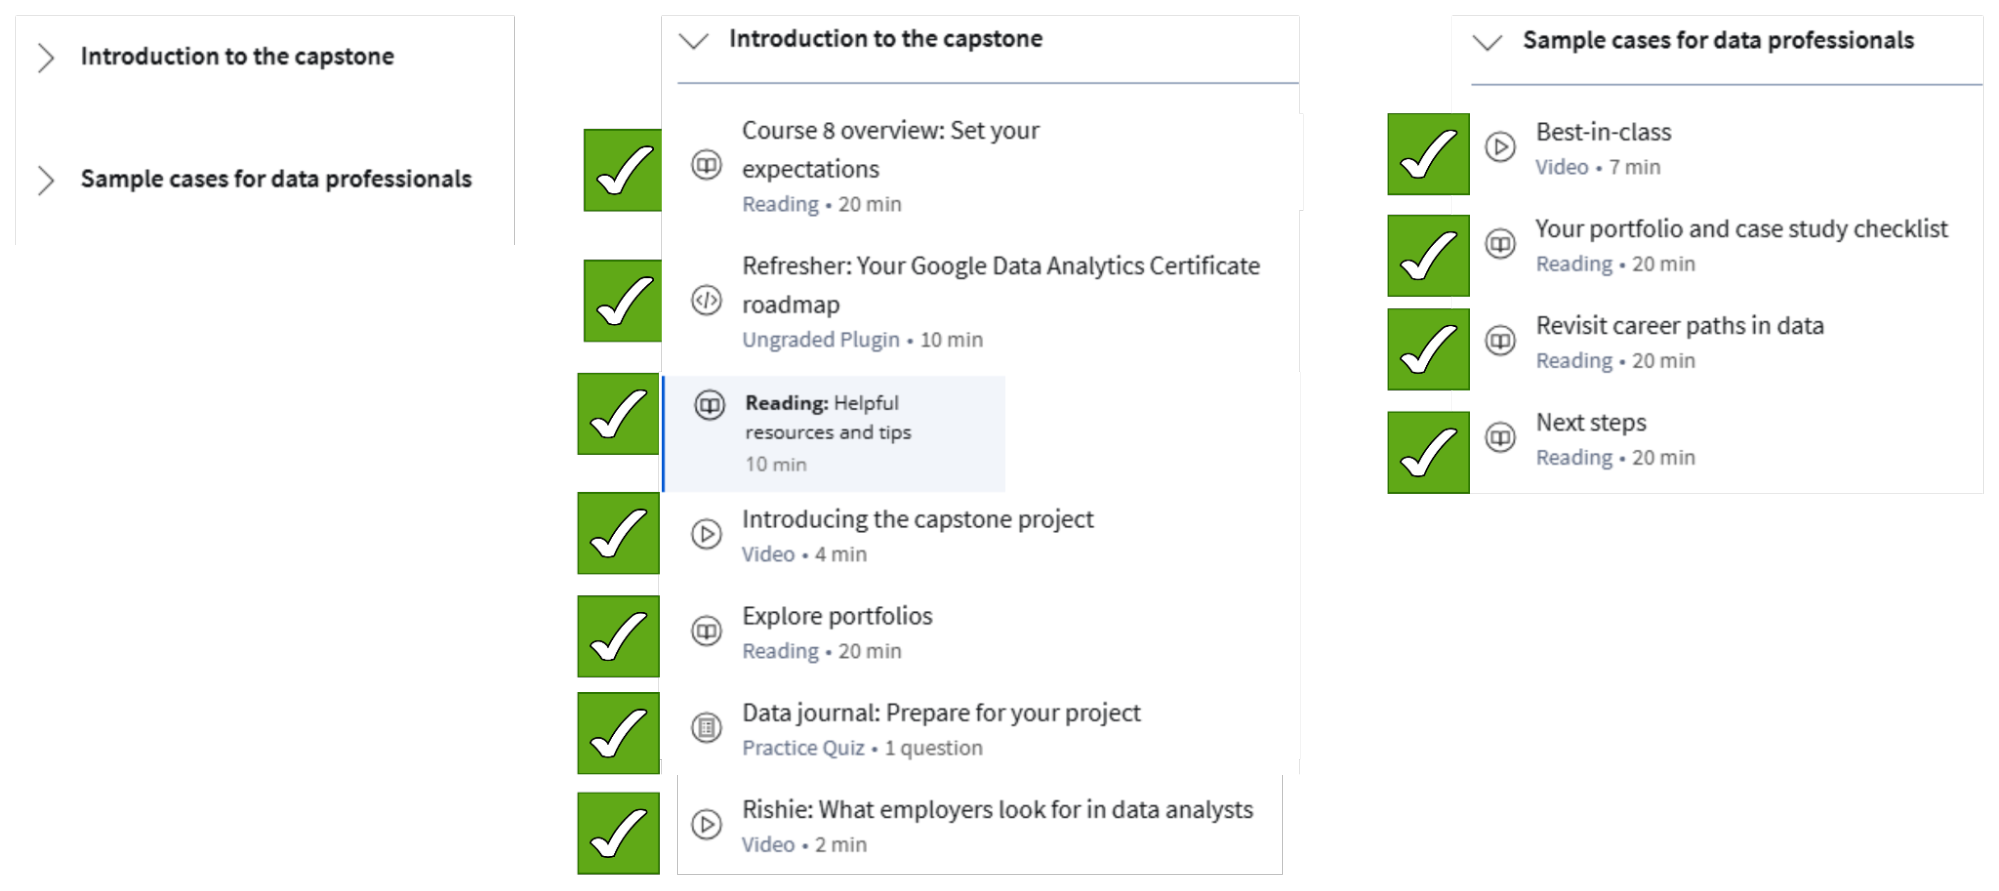 Introduction to the capstone
Sample cases for data professionals
Introduction to the capstone
Course 8 overview: Set your
expectations
Reading • 20 min
Refresher: Your Google Data Analytics Certificate
roadmap
Ungraded Plugin • 10 min
Reading: Helpful
resources and tips
10 min
Introducing the capstone project
Video • 4 min
Explore portfolios
Reading • 20 min
Data journal: Prepare for your project
Practice Quiz • 1 question
Rishie: What employers look for in data analysts
Video • 2 min
Sample cases for data professionals
Best-in-class
Video • 7 min
Your portfolio and case study checklist
Reading • 20 min
Revisit career paths in data
Reading • 20 min
Next steps
Reading • 20 min